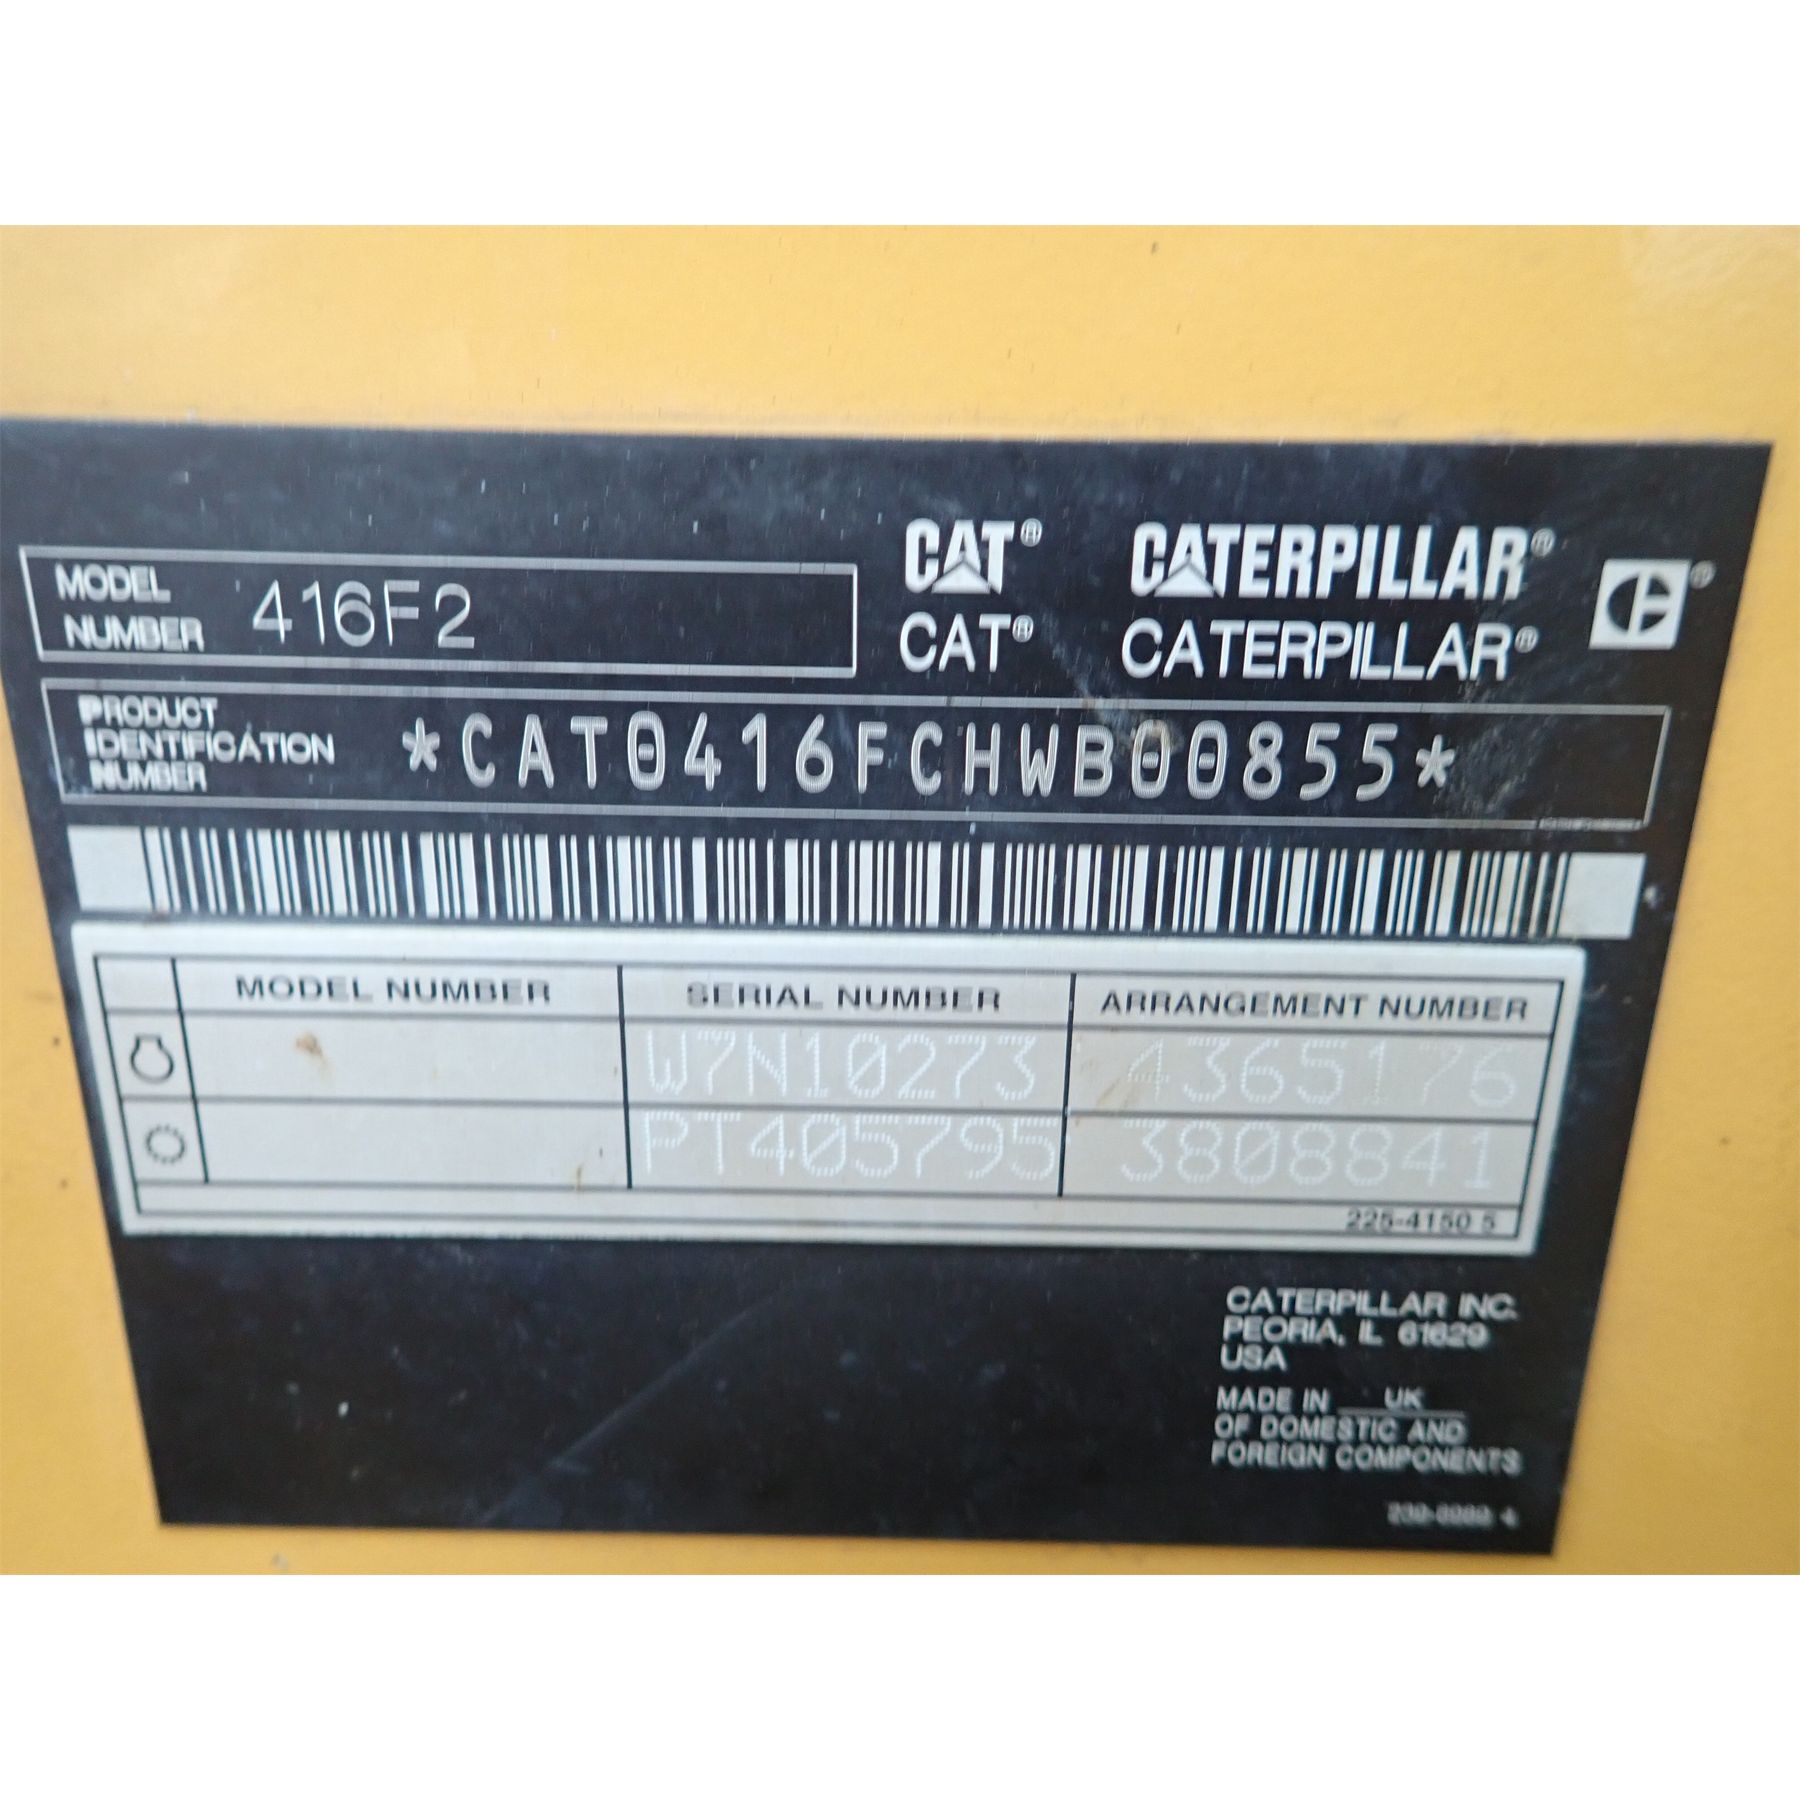 MODEL NUMBER 416F2
CAT® CATERPILLAR®
CAT® CATERPILLAR®
PRODUCT
IDENTIFICATION
NUMBER
*CAT0416FCHWB00855*
MODEL NUMBER SERIAL NUMBER ARRANGEMENT NUMBER
W7N10273 4365176
PT405795 3808841
225-4150 5
CATERPILLAR INC.
PEORIA, IL 61629
USA
MADE IN UK
OF DOMESTIC AND
FOREIGN COMPONENTS